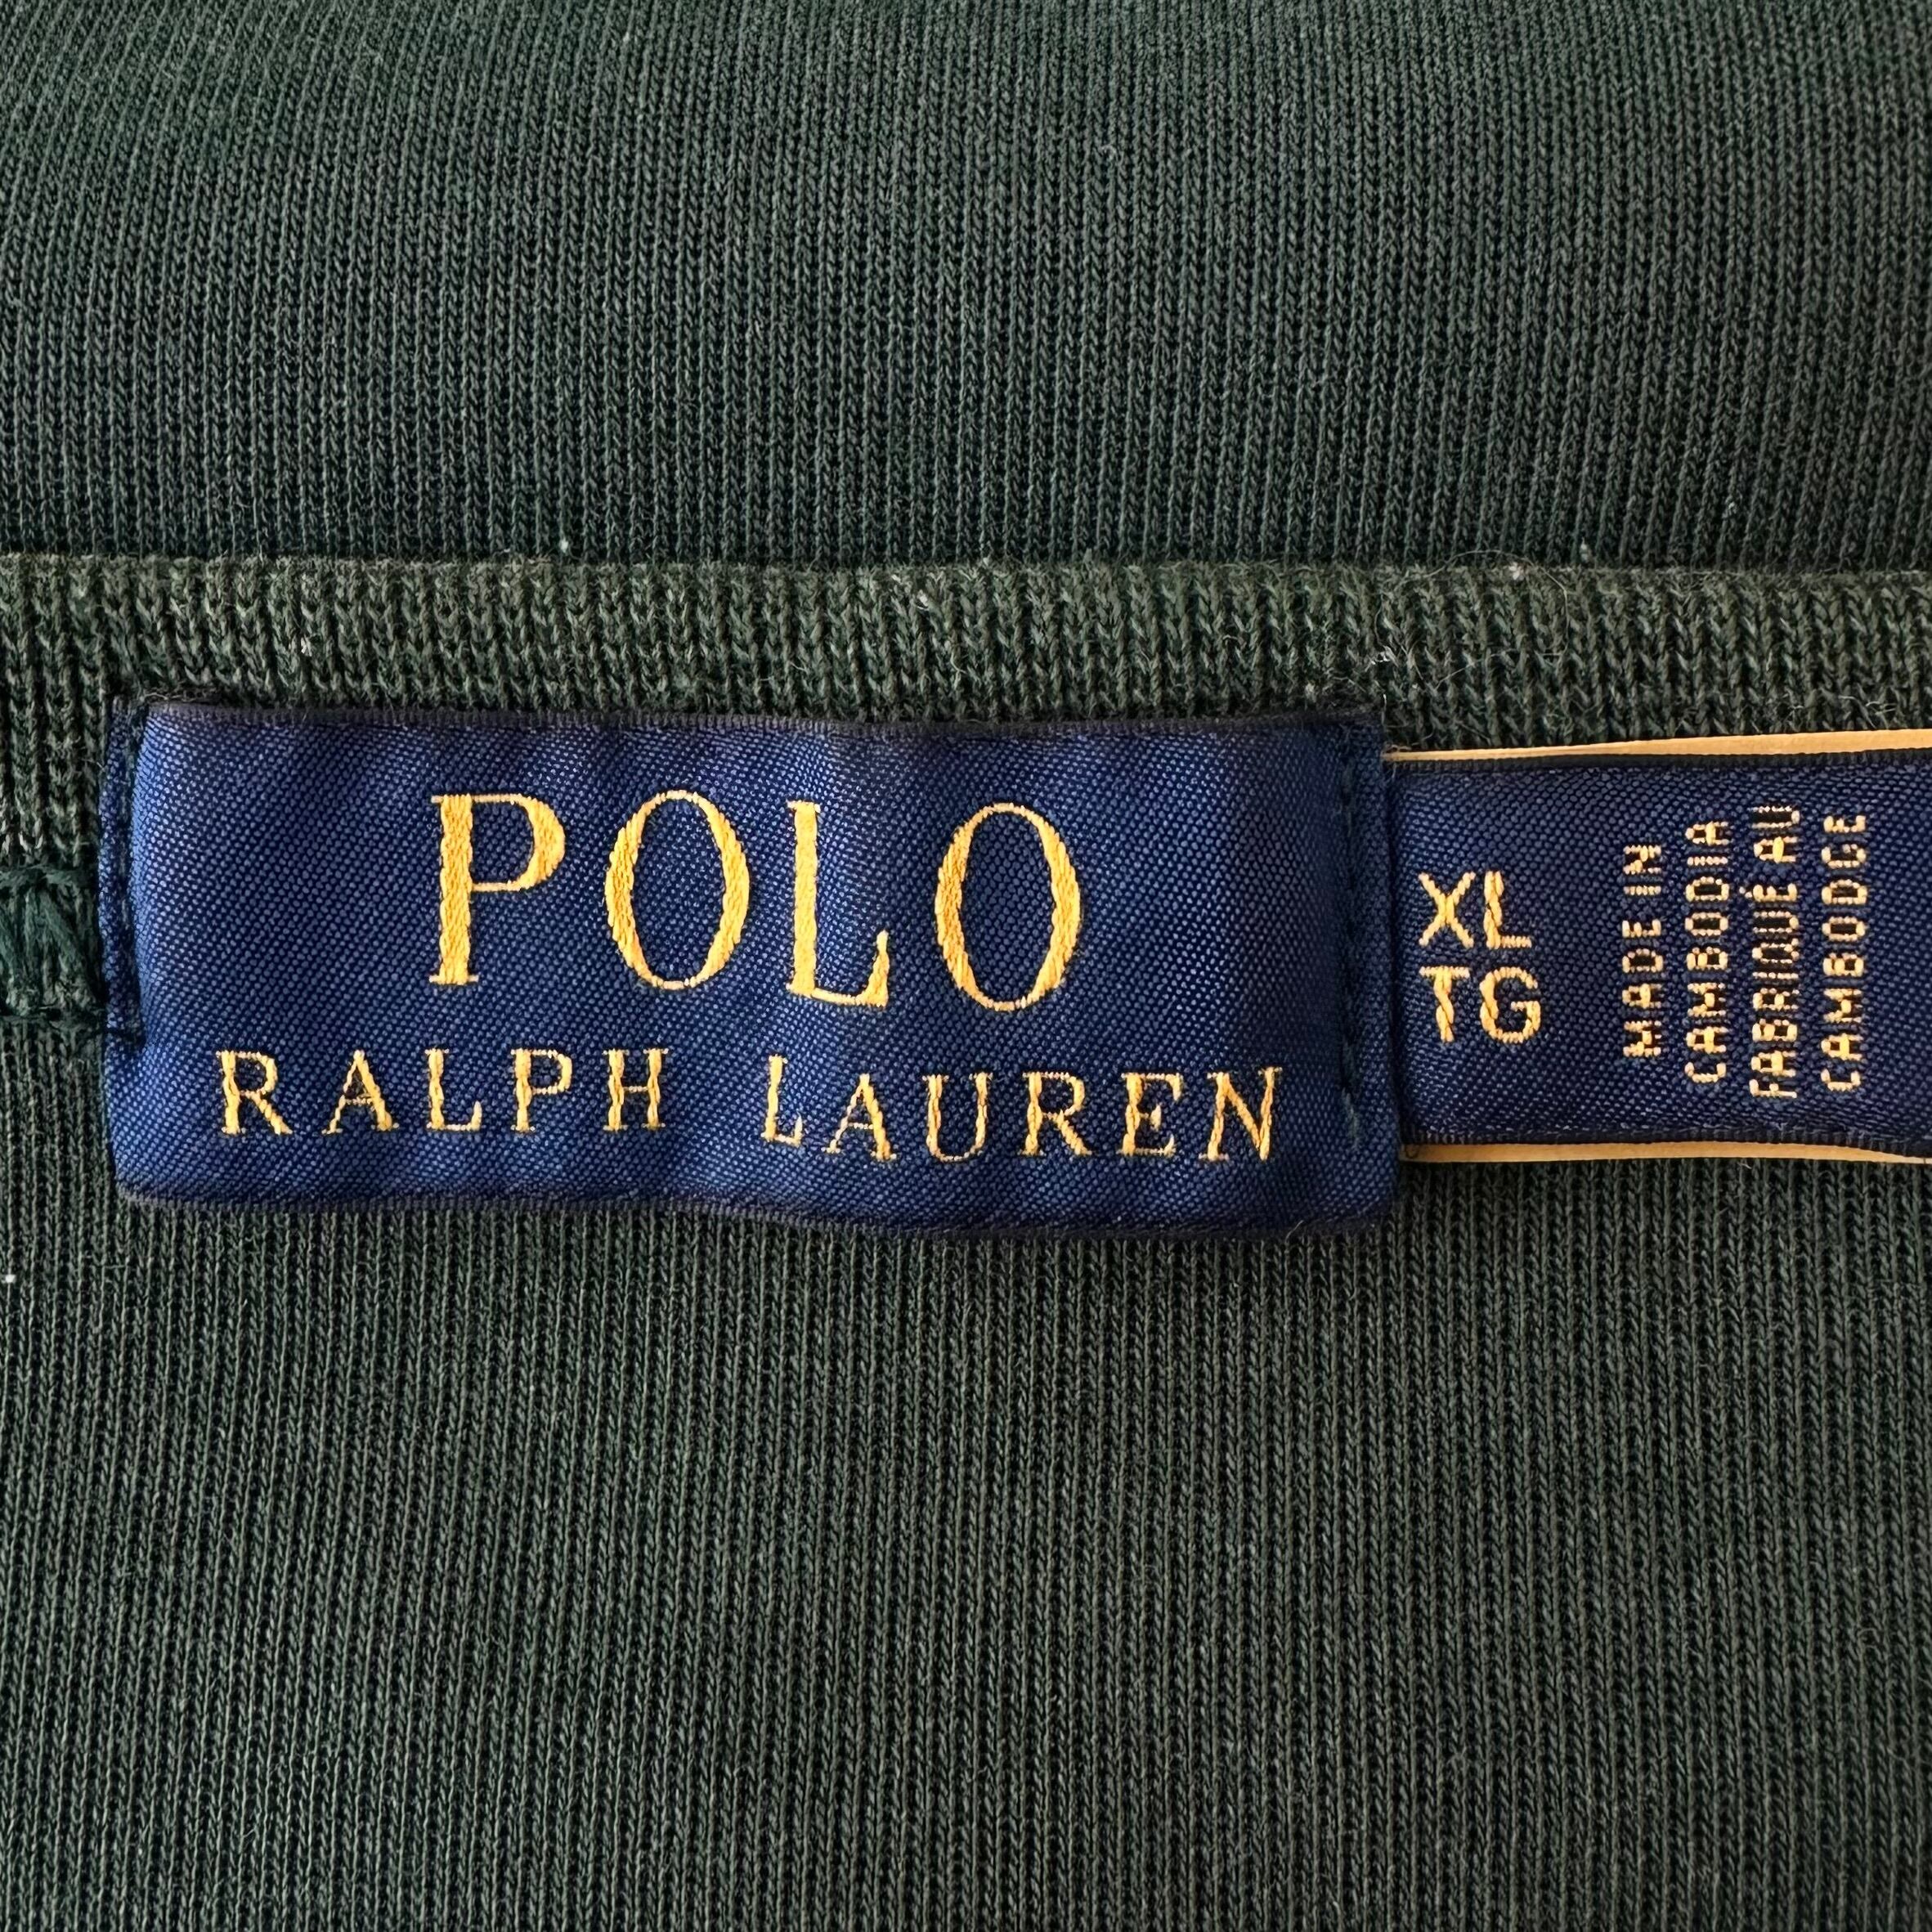 POLO
RALPH LAUREN
XL
TG
MADE IN
CAMBODIA
FABRIQUÉ AU
CAMBODGE